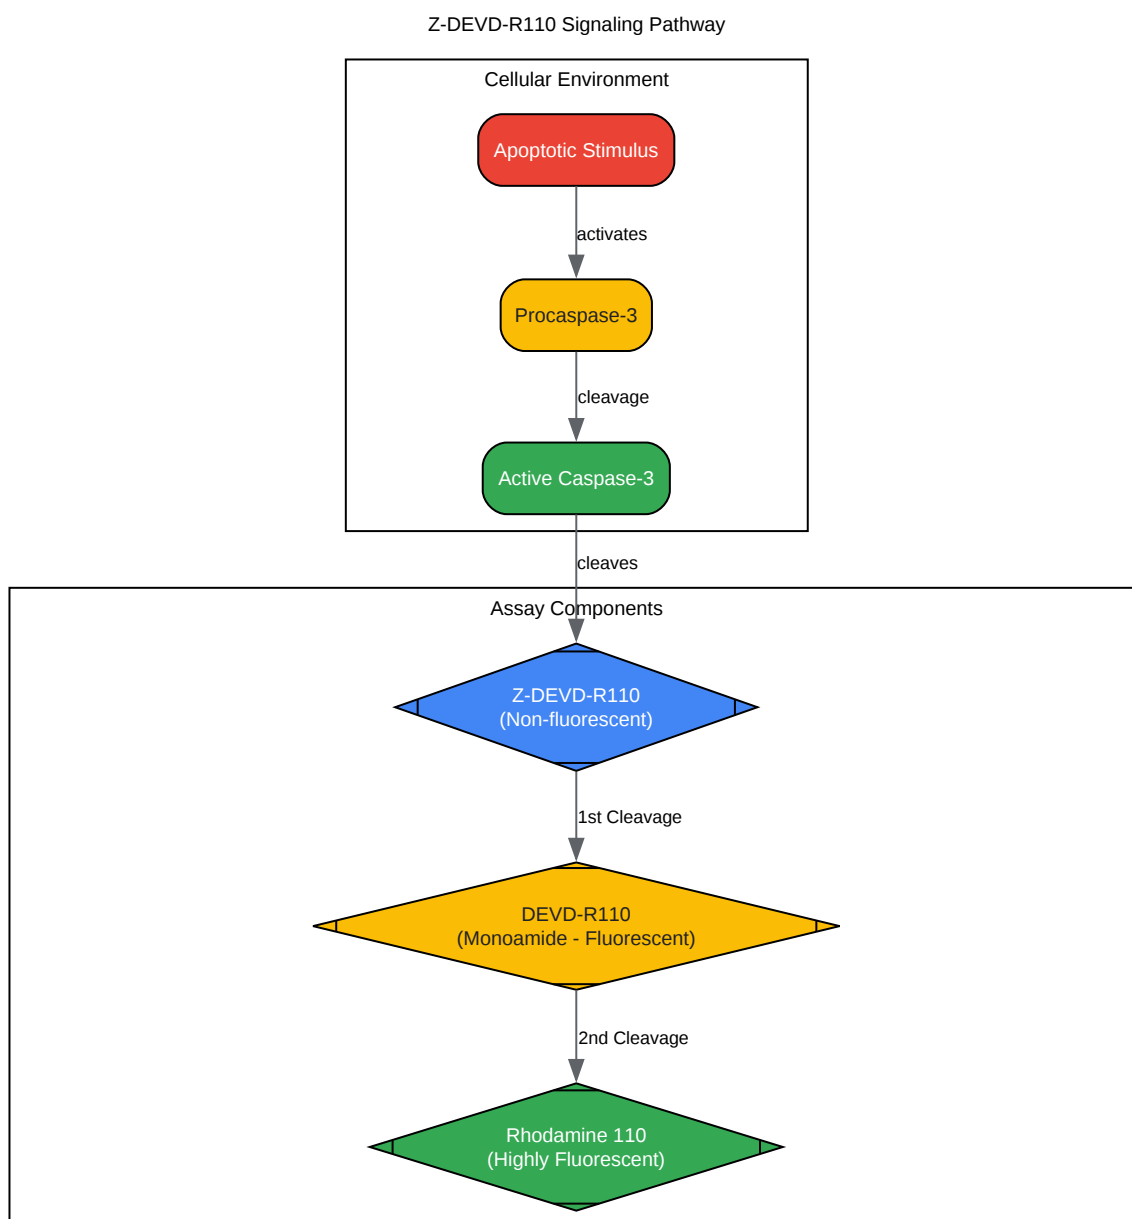 Z-DEVD-R110 Signaling Pathway
Cellular Environment
Apoptotic Stimulus
activates
Procaspase-3
cleavage
Active Caspase-3
cleaves
Assay Components
Z-DEVD-R110
(Non-fluorescent)
1st Cleavage
DEVD-R110
(Monoamide - Fluorescent)
2nd Cleavage
Rhodamine 110
(Highly Fluorescent)